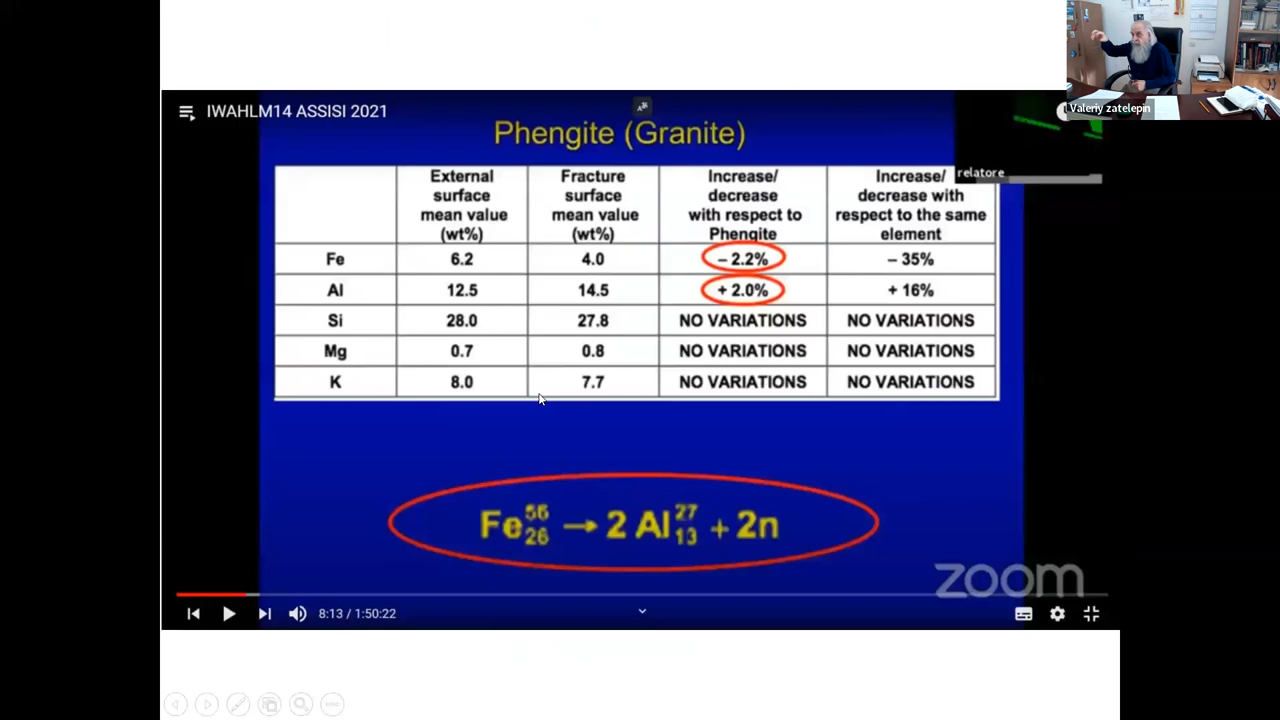 Valeriy zatelepin
IWAHLM14 ASSISI 2021
relatore
Phengite (Granite)
External surface mean value (wt%) Fracture surface mean value (wt%) Increase/ decrease with respect to Phengite Increase/ decrease with respect to the same element
Fe 6.2 4.0 – 2.2% – 35%
Al 12.5 14.5 + 2.0% + 16%
Si 28.0 27.8 NO VARIATIONS NO VARIATIONS
Mg 0.7 0.8 NO VARIATIONS NO VARIATIONS
K 8.0 7.7 NO VARIATIONS NO VARIATIONS
Fe⁵⁶₂₆ → 2 Al²⁷₁₃ + 2n
zoom
8:13 / 1:50:22